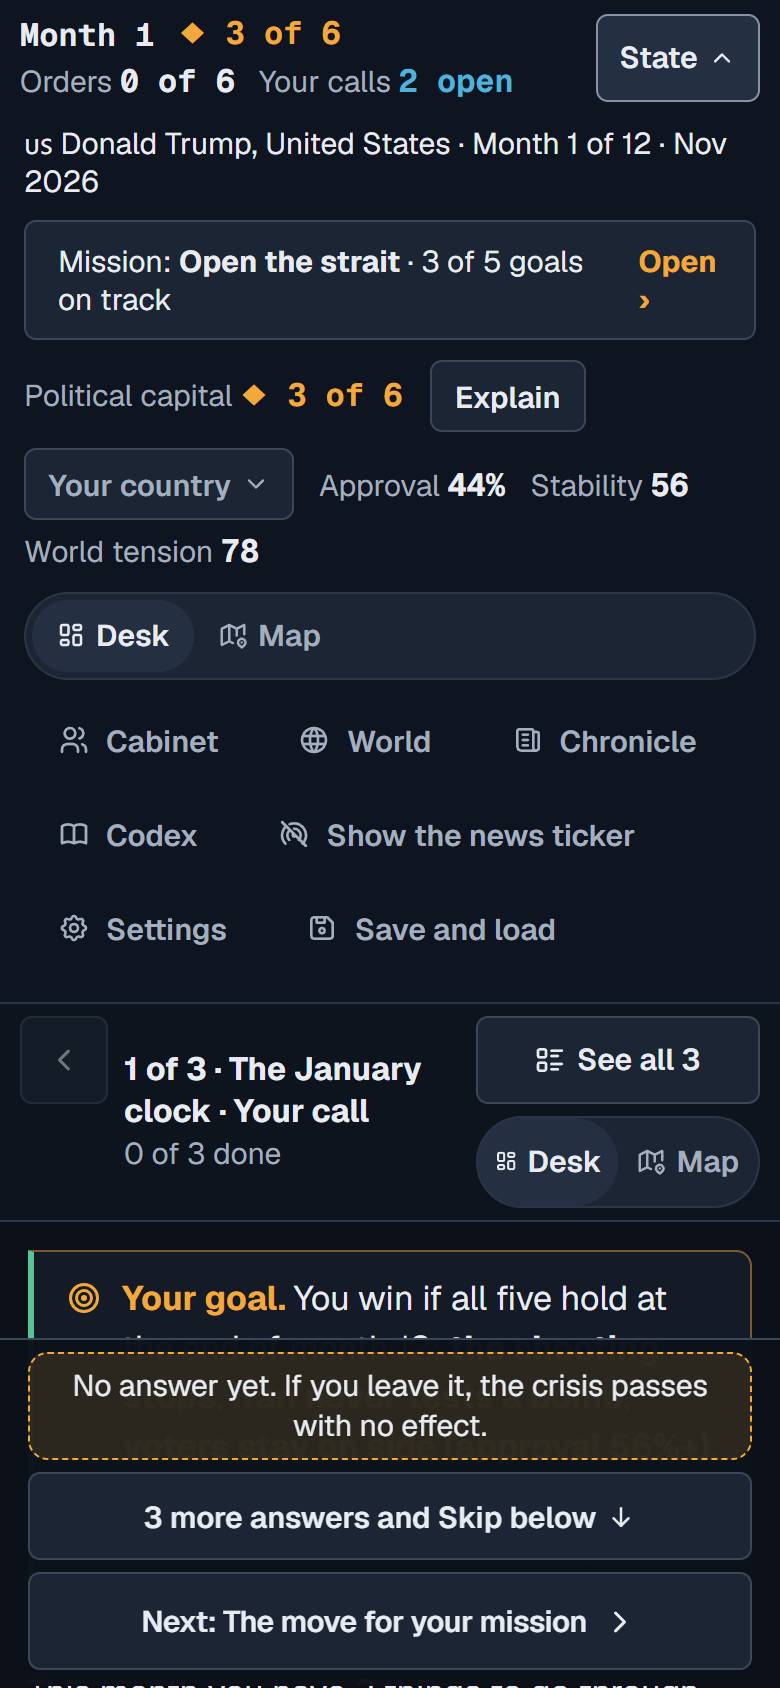 Month 1 ◆ 3 of 6
Orders 0 of 6 Your calls 2 open
State
us Donald Trump, United States · Month 1 of 12 · Nov
2026
Mission: Open the strait · 3 of 5 goals
on track
Open
›
Political capital ◆ 3 of 6 Explain
Your country Approval 44% Stability 56
World tension 78
Desk Map
Cabinet World Chronicle
Codex Show the news ticker
Settings Save and load
1 of 3 · The January
clock · Your call
0 of 3 done
See all 3
Desk Map
Your goal. You win if all five hold at
No answer yet. If you leave it, the crisis passes
with no effect.
voters stay on side (approval 56%+)
3 more answers and Skip below ↓
Next: The move for your mission